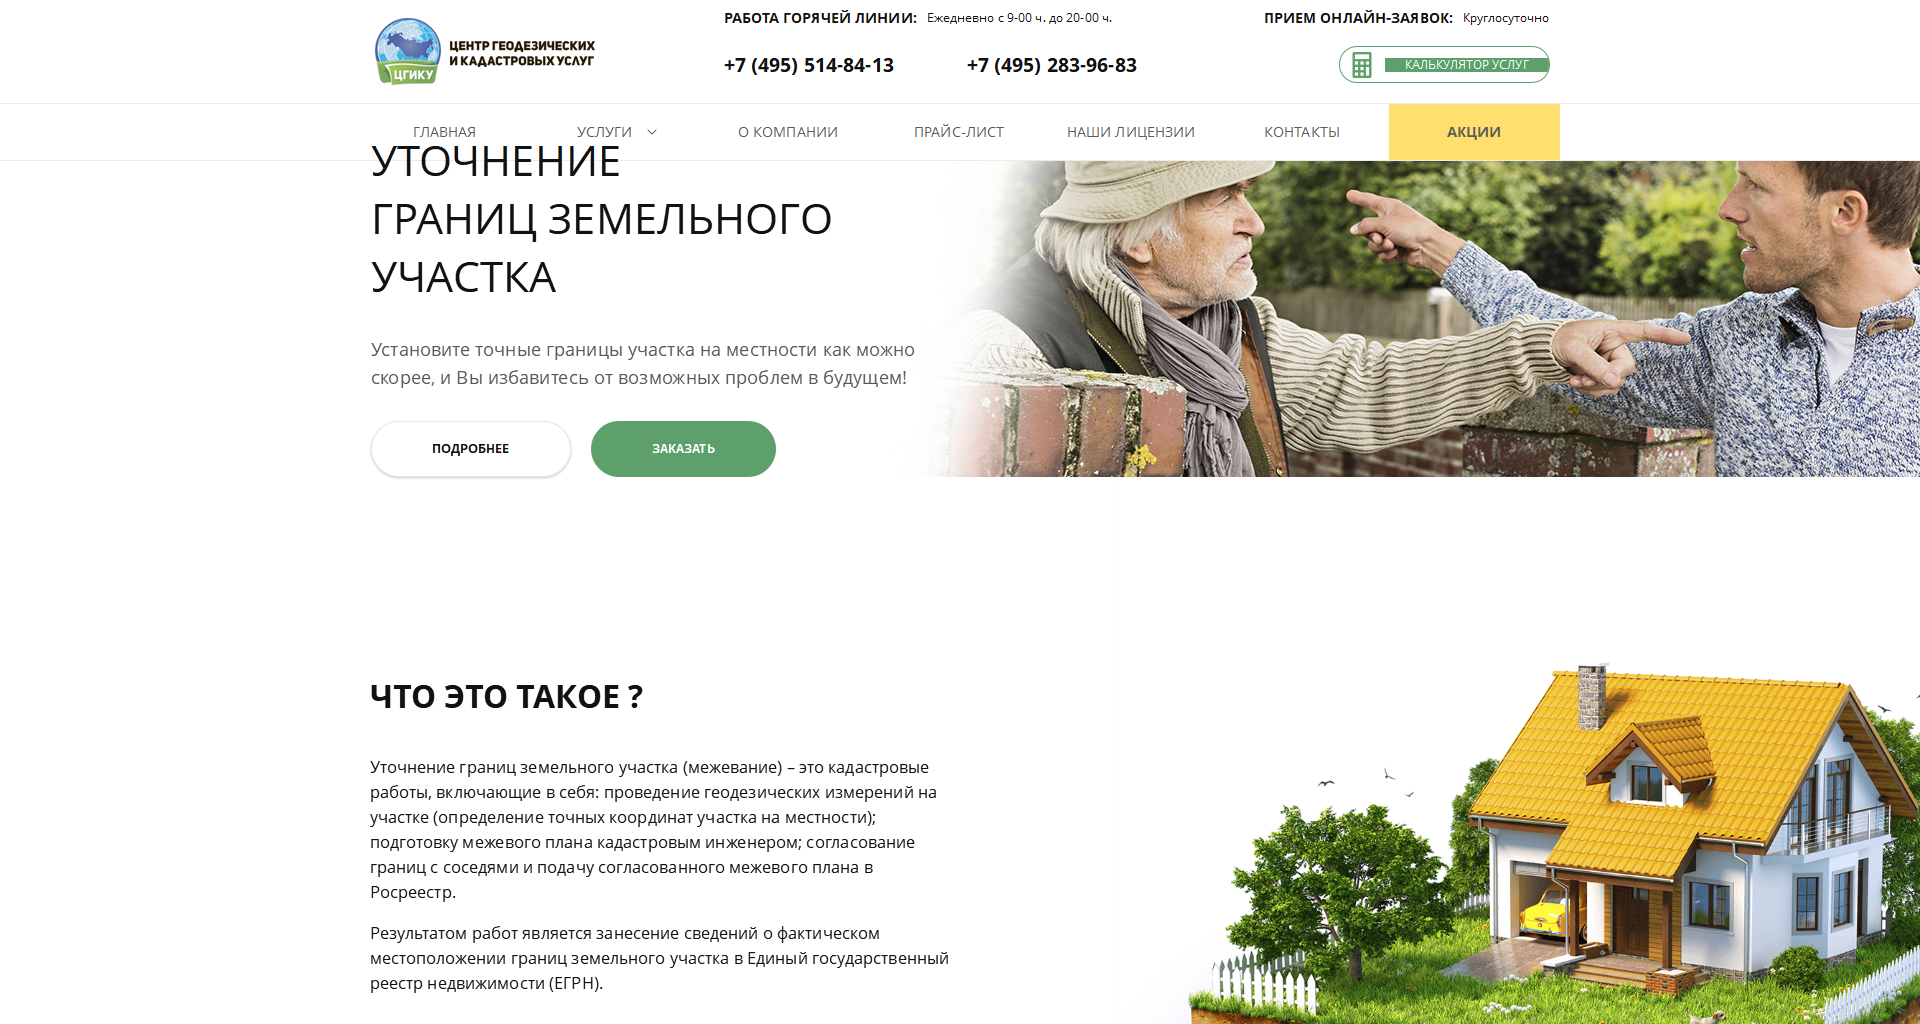 ЦЕНТР ГЕОДЕЗИЧЕСКИХ
И КАДАСТРОВЫХ УСЛУГ
ЦГИКУ
РАБОТА ГОРЯЧЕЙ ЛИНИИ: Ежедневно с 9-00 ч. до 20-00 ч.
+7 (495) 514-84-13 +7 (495) 283-96-83
ПРИЕМ ОНЛАЙН-ЗАЯВОК: Круглосуточно
КАЛЬКУЛЯТОР УСЛУГ
ГЛАВНАЯ УСЛУГИ О КОМПАНИИ ПРАЙС-ЛИСТ НАШИ ЛИЦЕНЗИИ КОНТАКТЫ АКЦИИ
УТОЧНЕНИЕ
ГРАНИЦ ЗЕМЕЛЬНОГО
УЧАСТКА
Установите точные границы участка на местности как можно
скорее, и Вы избавитесь от возможных проблем в будущем!
ПОДРОБНЕЕ ЗАКАЗАТЬ
ЧТО ЭТО ТАКОЕ ?
Уточнение границ земельного участка (межевание) – это кадастровые
работы, включающие в себя: проведение геодезических измерений на
участке (определение точных координат участка на местности);
подготовку межевого плана кадастровым инженером; согласование
границ с соседями и подачу согласованного межевого плана в
Росреестр.
Результатом работ является занесение сведений о фактическом
местоположении границ земельного участка в Единый государственный
реестр недвижимости (ЕГРН).